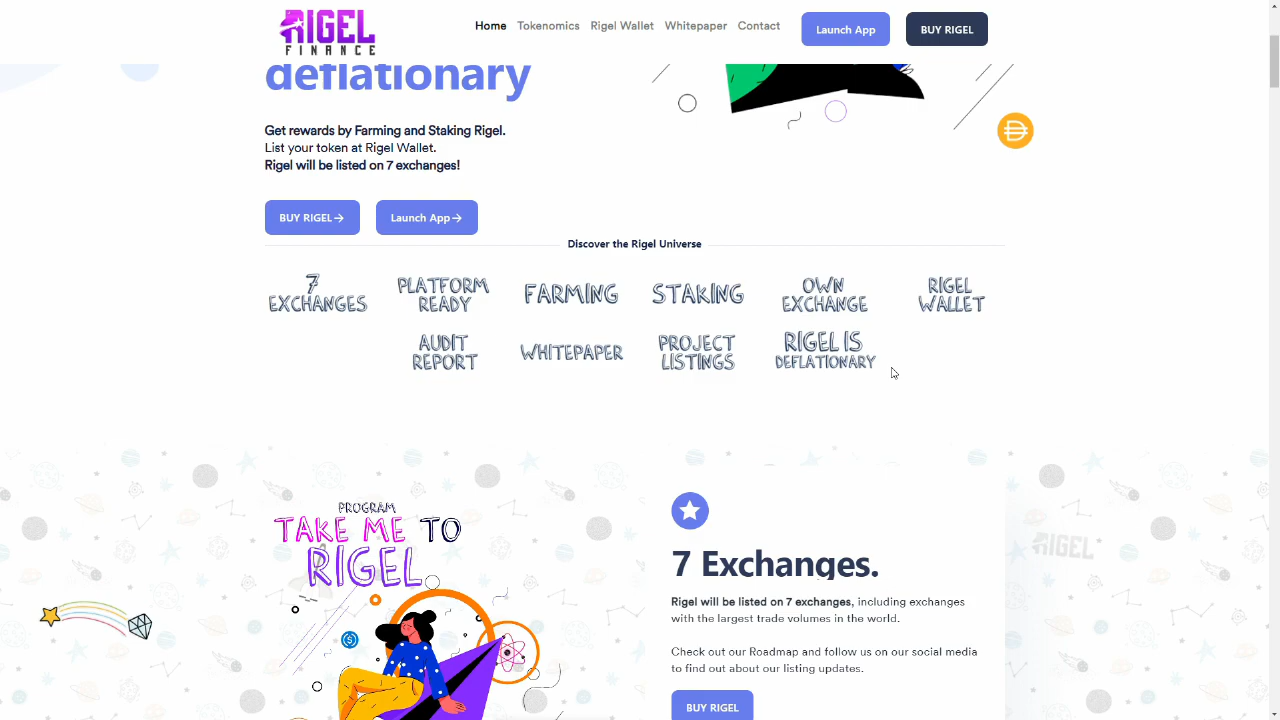 RIGEL
FINANCE
Home
Tokenomics
Rigel Wallet
Whitepaper
Contact
Launch App
BUY RIGEL
deflationary
Get rewards by Farming and Staking Rigel.
List your token at Rigel Wallet.
Rigel will be listed on 7 exchanges!
BUY RIGEL→
Launch App→
Discover the Rigel Universe
7
EXCHANGES
PLATFORM
READY
FARMING
STAKING
OWN
EXCHANGE
RIGEL
WALLET
AUDIT
REPORT
WHITEPAPER
PROJECT
LISTINGS
RIGEL IS
DEFLATIONARY
PROGRAM
TAKE ME TO
RIGEL
7 Exchanges.
Rigel will be listed on 7 exchanges, including exchanges
with the largest trade volumes in the world.
Check out our Roadmap and follow us on our social media
to find out about our listing updates.
BUY RIGEL
RIGEL